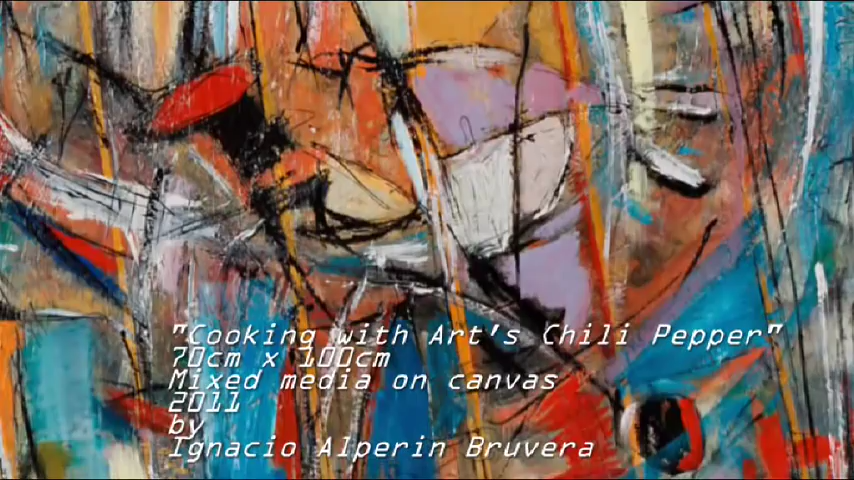 "Cooking with Art's Chili Pepper"
70cm x 100cm
Mixed media on canvas
2011
by
Ignacio Alperin Bruvera